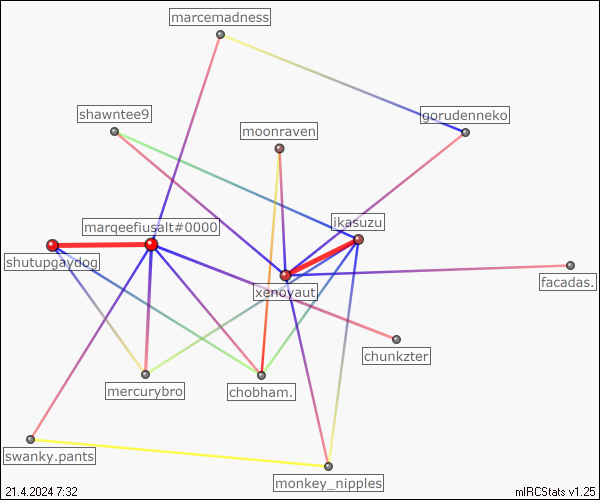 marcemadness
shawntee9
gorudenneko
moonraven
marqeefiusalt#0000
ikasuzu
shutupgaydog
xenoyaut
facadas.
chunkzter
mercurybro
chobham.
swanky.pants
monkey_nipples
21.4.2024 7:32
mIRCStats v1.25